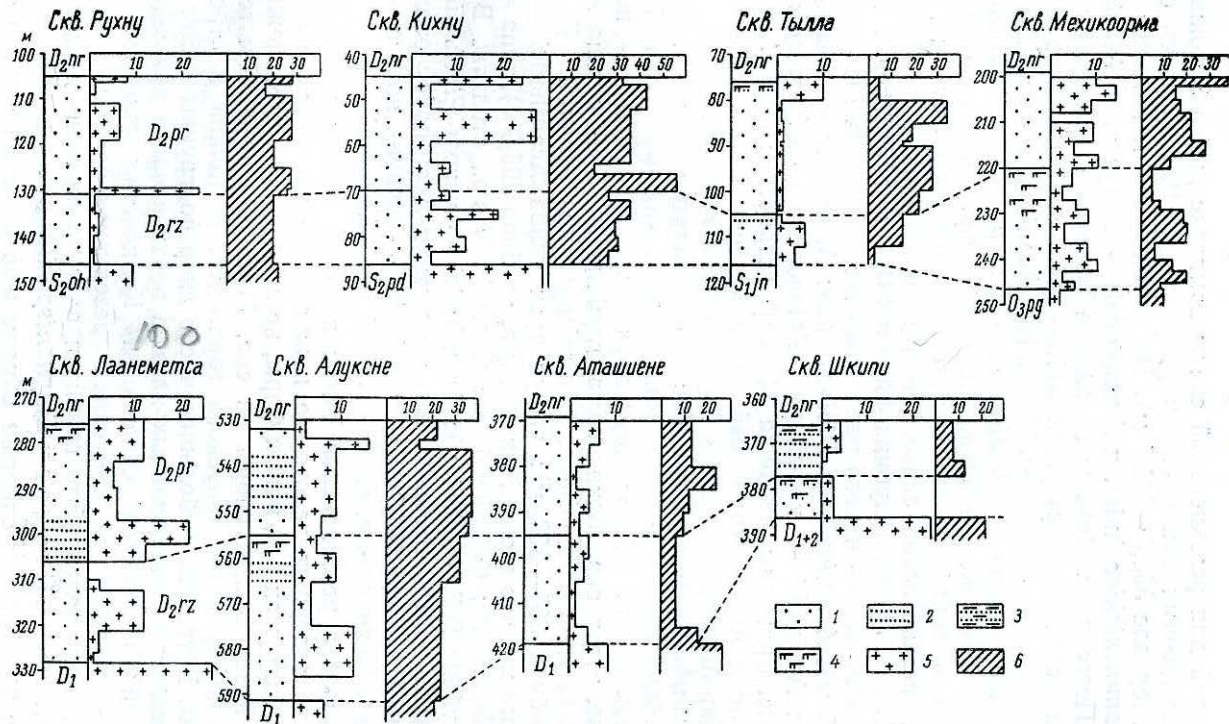 Скв. Рухну
м
100
110
120
130
140
150
D₂nr
S₂oh
10 20
D₂pr
D₂rz
10 20 30
Скв. Кихну
40
50
60
70
80
90
D₂nr
S₂pd
10 20
10 20 30 40 50
Скв. Тылла
70
80
90
100
110
120
D₂nr
S₁jn
10
10 20 30
Скв. Мехикоорма
200
210
220
230
240
250
D₂nr
O₃pg
10
10 20 30
100
Скв. Лаанеметса
м
270
280
290
300
310
320
330
D₂nr
D₁
10 20
D₂pr
D₂rz
Скв. Алуксне
530
540
550
560
570
580
590
D₂nr
D₁
10
10 20 30
Скв. Аташиене
370
380
390
400
410
420
D₂nr
D₁
10
10 20
Скв. Шкипи
360
370
380
390
D₂nr
D₁₊₂
10 20
10
1 2 3
4 5 6